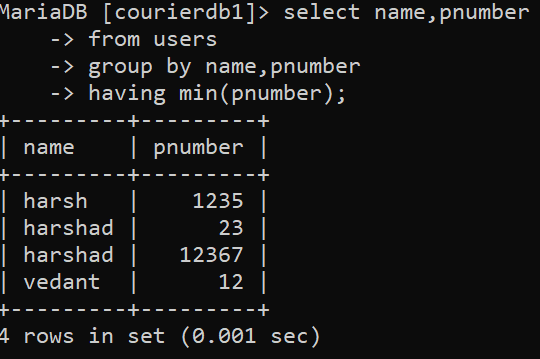 MariaDB [courierdb1]> select name,pnumber
    -> from users
    -> group by name,pnumber
    -> having min(pnumber);
+---------+---------+
| name    | pnumber |
+---------+---------+
| harsh   |    1235 |
| harshad |      23 |
| harshad |   12367 |
| vedant  |      12 |
+---------+---------+
4 rows in set (0.001 sec)